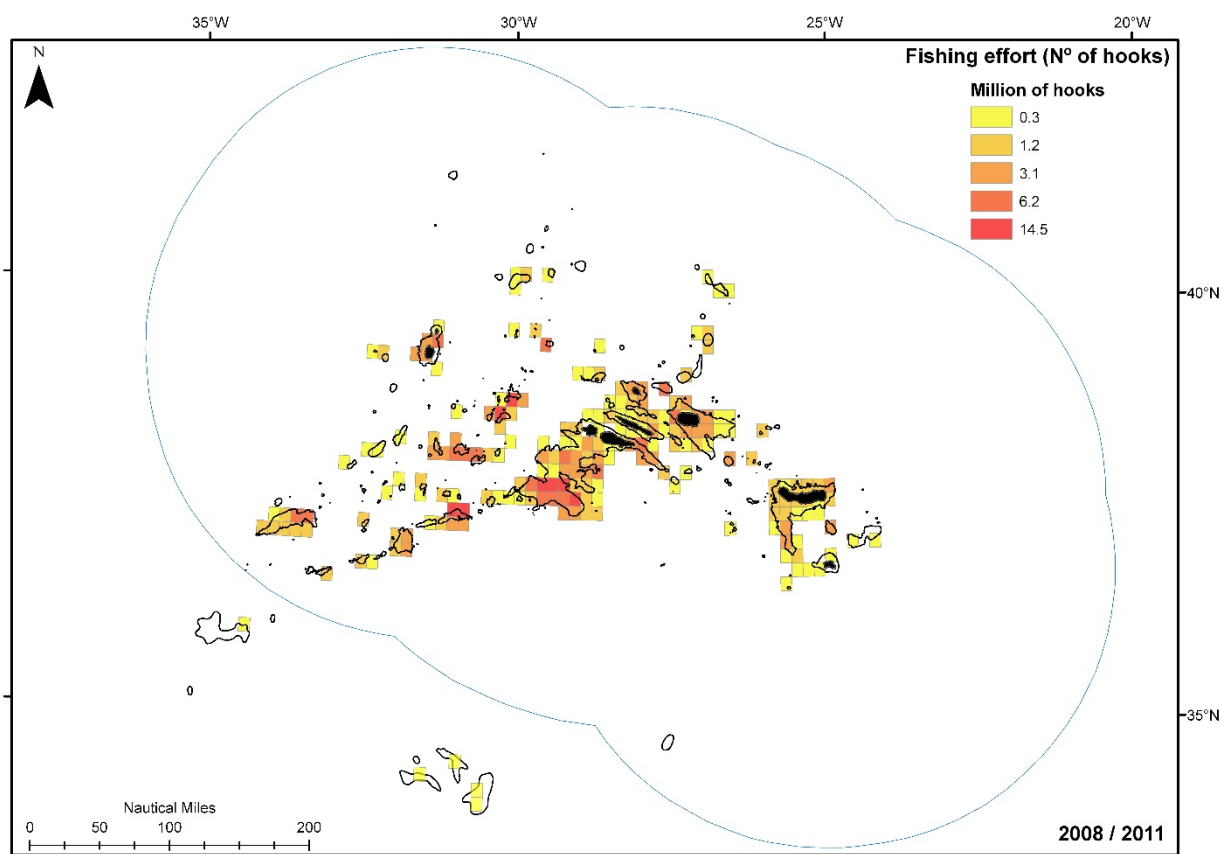 35°W 30°W 25°W 20°W
N
Fishing effort (Nº of hooks)
Million of hooks
0.3
1.2
3.1
6.2
14.5
40°N
35°N
Nautical Miles
0 50 100 200
2008 / 2011